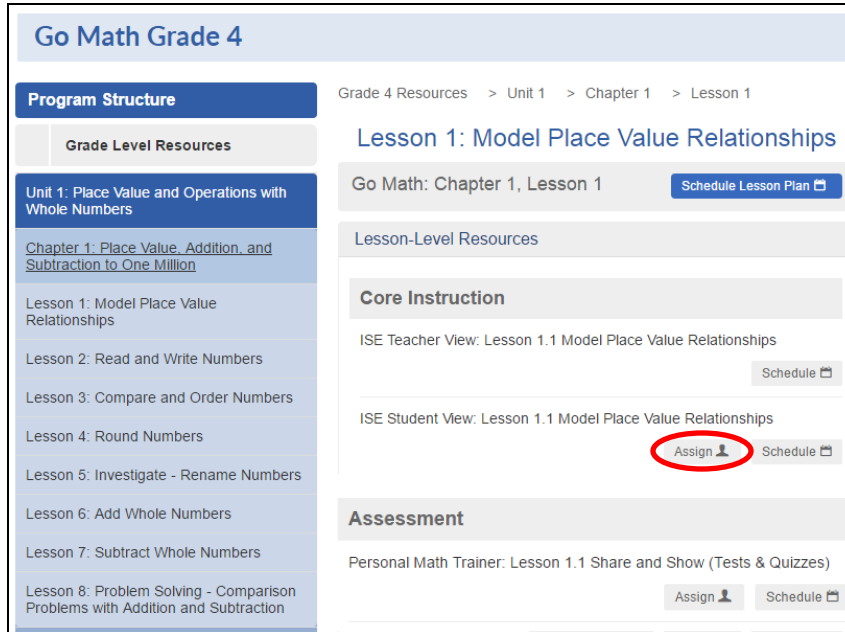 Go Math Grade 4
Program Structure
Grade Level Resources
Unit 1: Place Value and Operations with
Whole Numbers
Chapter 1: Place Value, Addition, and
Subtraction to One Million
Lesson 1: Model Place Value
Relationships
Lesson 2: Read and Write Numbers
Lesson 3: Compare and Order Numbers
Lesson 4: Round Numbers
Lesson 5: Investigate - Rename Numbers
Lesson 6: Add Whole Numbers
Lesson 7: Subtract Whole Numbers
Lesson 8: Problem Solving - Comparison
Problems with Addition and Subtraction
Grade 4 Resources > Unit 1 > Chapter 1 > Lesson 1
Lesson 1: Model Place Value Relationships
Go Math: Chapter 1, Lesson 1 Schedule Lesson Plan
Lesson-Level Resources
Core Instruction
ISE Teacher View: Lesson 1.1 Model Place Value Relationships
Schedule
ISE Student View: Lesson 1.1 Model Place Value Relationships
Assign Schedule
Assessment
Personal Math Trainer: Lesson 1.1 Share and Show (Tests & Quizzes)
Assign Schedule